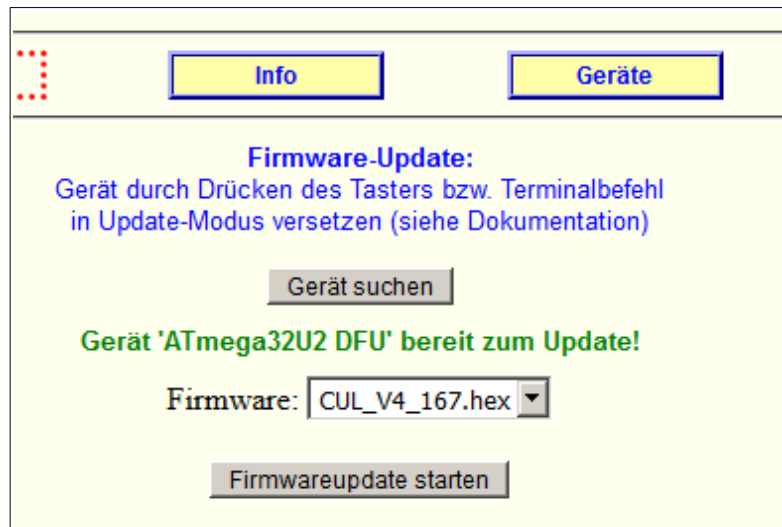 Info
Geräte
Firmware-Update:
Gerät durch Drücken des Tasters bzw. Terminalbefehl
in Update-Modus versetzen (siehe Dokumentation)
Gerät suchen
Gerät 'ATmega32U2 DFU' bereit zum Update!
Firmware: CUL_V4_167.hex
Firmwareupdate starten